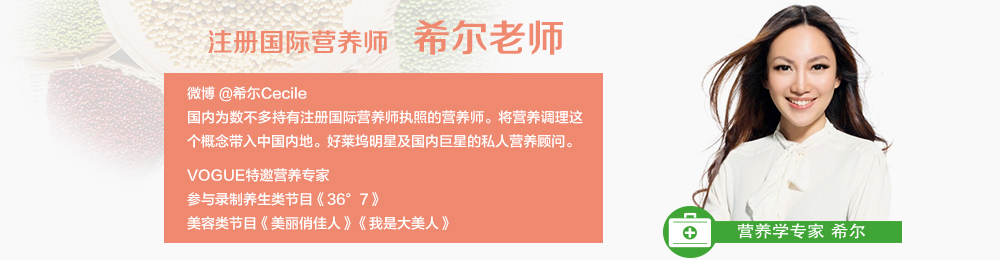 注册国际营养师 希尔老师
微博 @希尔Cecile
国内为数不多持有注册国际营养师执照的营养师。将营养调理这
个概念带入中国内地。好莱坞明星及国内巨星的私人营养顾问。
VOGUE特邀营养专家
参与录制养生类节目《36°7》
美容类节目《美丽俏佳人》《我是大美人》
营养学专家 希尔